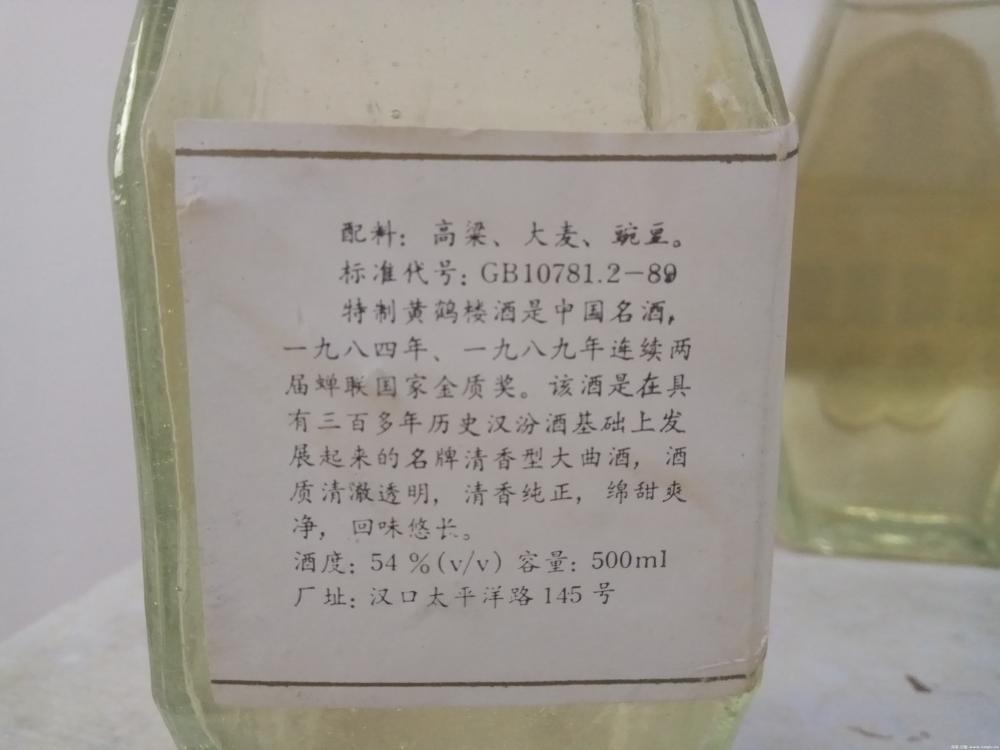 配料：高梁、大麦、豌豆。
标准代号：GB10781.2-89
特制黄鹤楼酒是中国名酒，
一九八四年、一九八九年连续两
届蝉联国家金质奖。该酒是在具
有三百多年历史汉汾酒基础上发
展起来的名牌清香型大曲酒，酒
质清澈透明，清香纯正，绵甜爽
净，回味悠长。
酒度：54%(v/v) 容量：500ml
厂址：汉口太平洋路145号